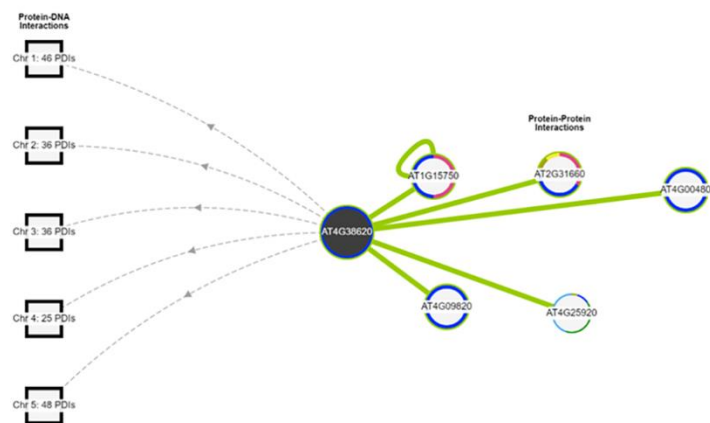 Protein-DNA
Interactions
Chr 1: 46 PDIs
Chr 2: 36 PDIs
Chr 3: 36 PDIs
Chr 4: 25 PDIs
Chr 5: 48 PDIs
Protein-Protein
Interactions
AT1G15750
AT2G31660
AT4G00480
AT4G38620
AT4G09820
AT4G25920